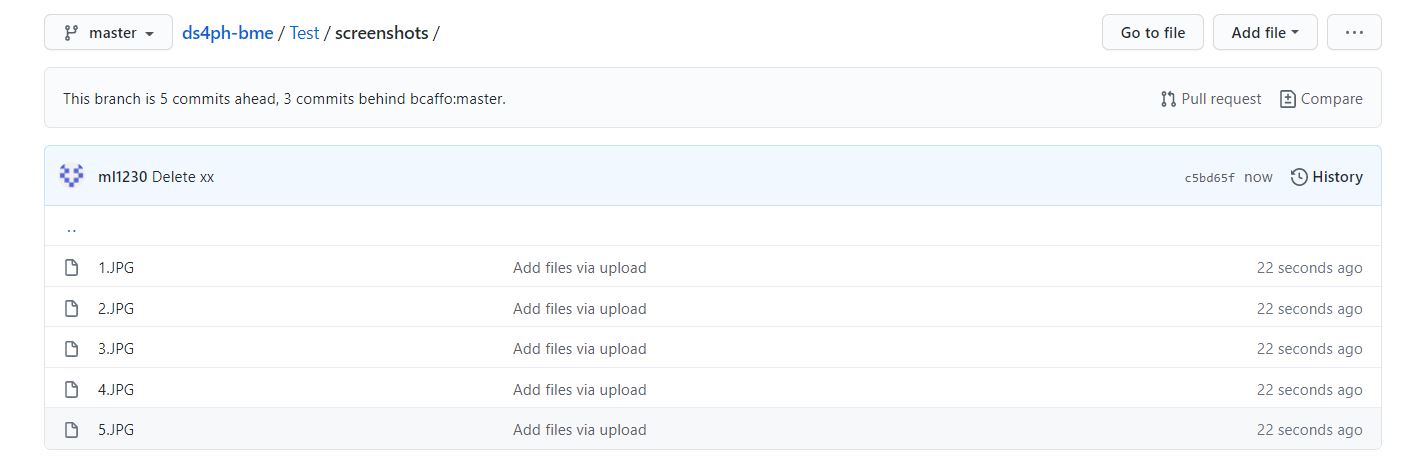 master ds4ph-bme / Test / screenshots / Go to file Add file ...
This branch is 5 commits ahead, 3 commits behind bcaffo:master. Pull request Compare
ml1230 Delete xx c5bd65f now History
..
1.JPG Add files via upload 22 seconds ago
2.JPG Add files via upload 22 seconds ago
3.JPG Add files via upload 22 seconds ago
4.JPG Add files via upload 22 seconds ago
5.JPG Add files via upload 22 seconds ago